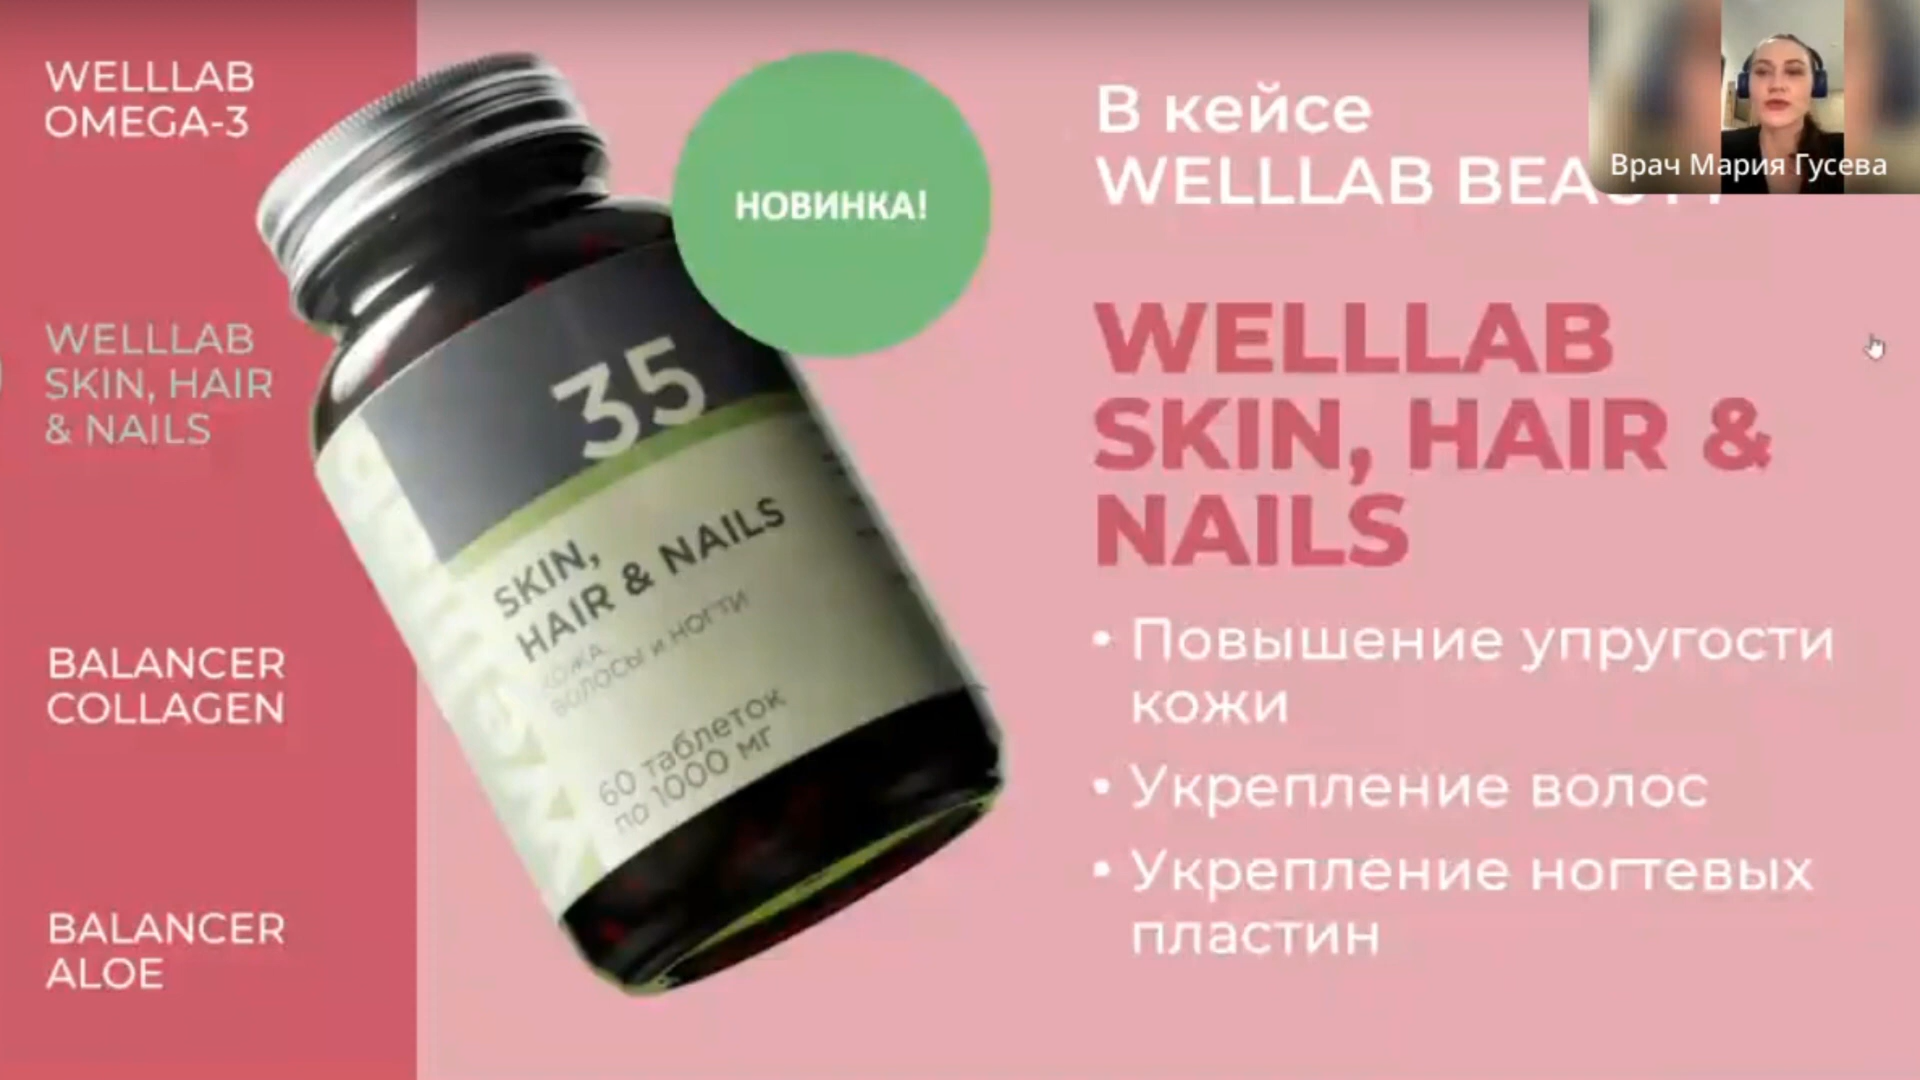 WELLLAB
OMEGA-3
WELLLAB
SKIN, HAIR
& NAILS
BALANCER
COLLAGEN
BALANCER
ALOE
НОВИНКА!
35
SKIN,
HAIR & NAILS
КОЖА,
ВОЛОСЫ и НОГТИ
60 таблеток
по 1000 мг
В кейсе
WELLLAB
Врач Мария Гусева
WELLLAB
SKIN, HAIR &
NAILS
• Повышение упругости
кожи
• Укрепление волос
• Укрепление ногтевых
пластин